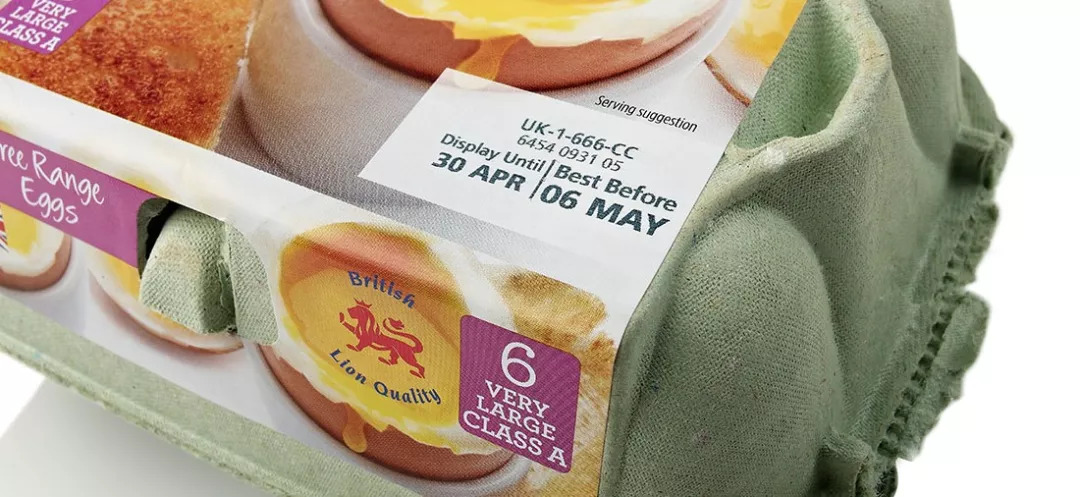 VERY
LARGE
CLASS A
Serving suggestion
UK-1-666-CC
6454 0931 05
Display Until
30 APR
Best Before
06 MAY
Range
Eggs
British
Lion Quality
6
VERY
LARGE
CLASS A